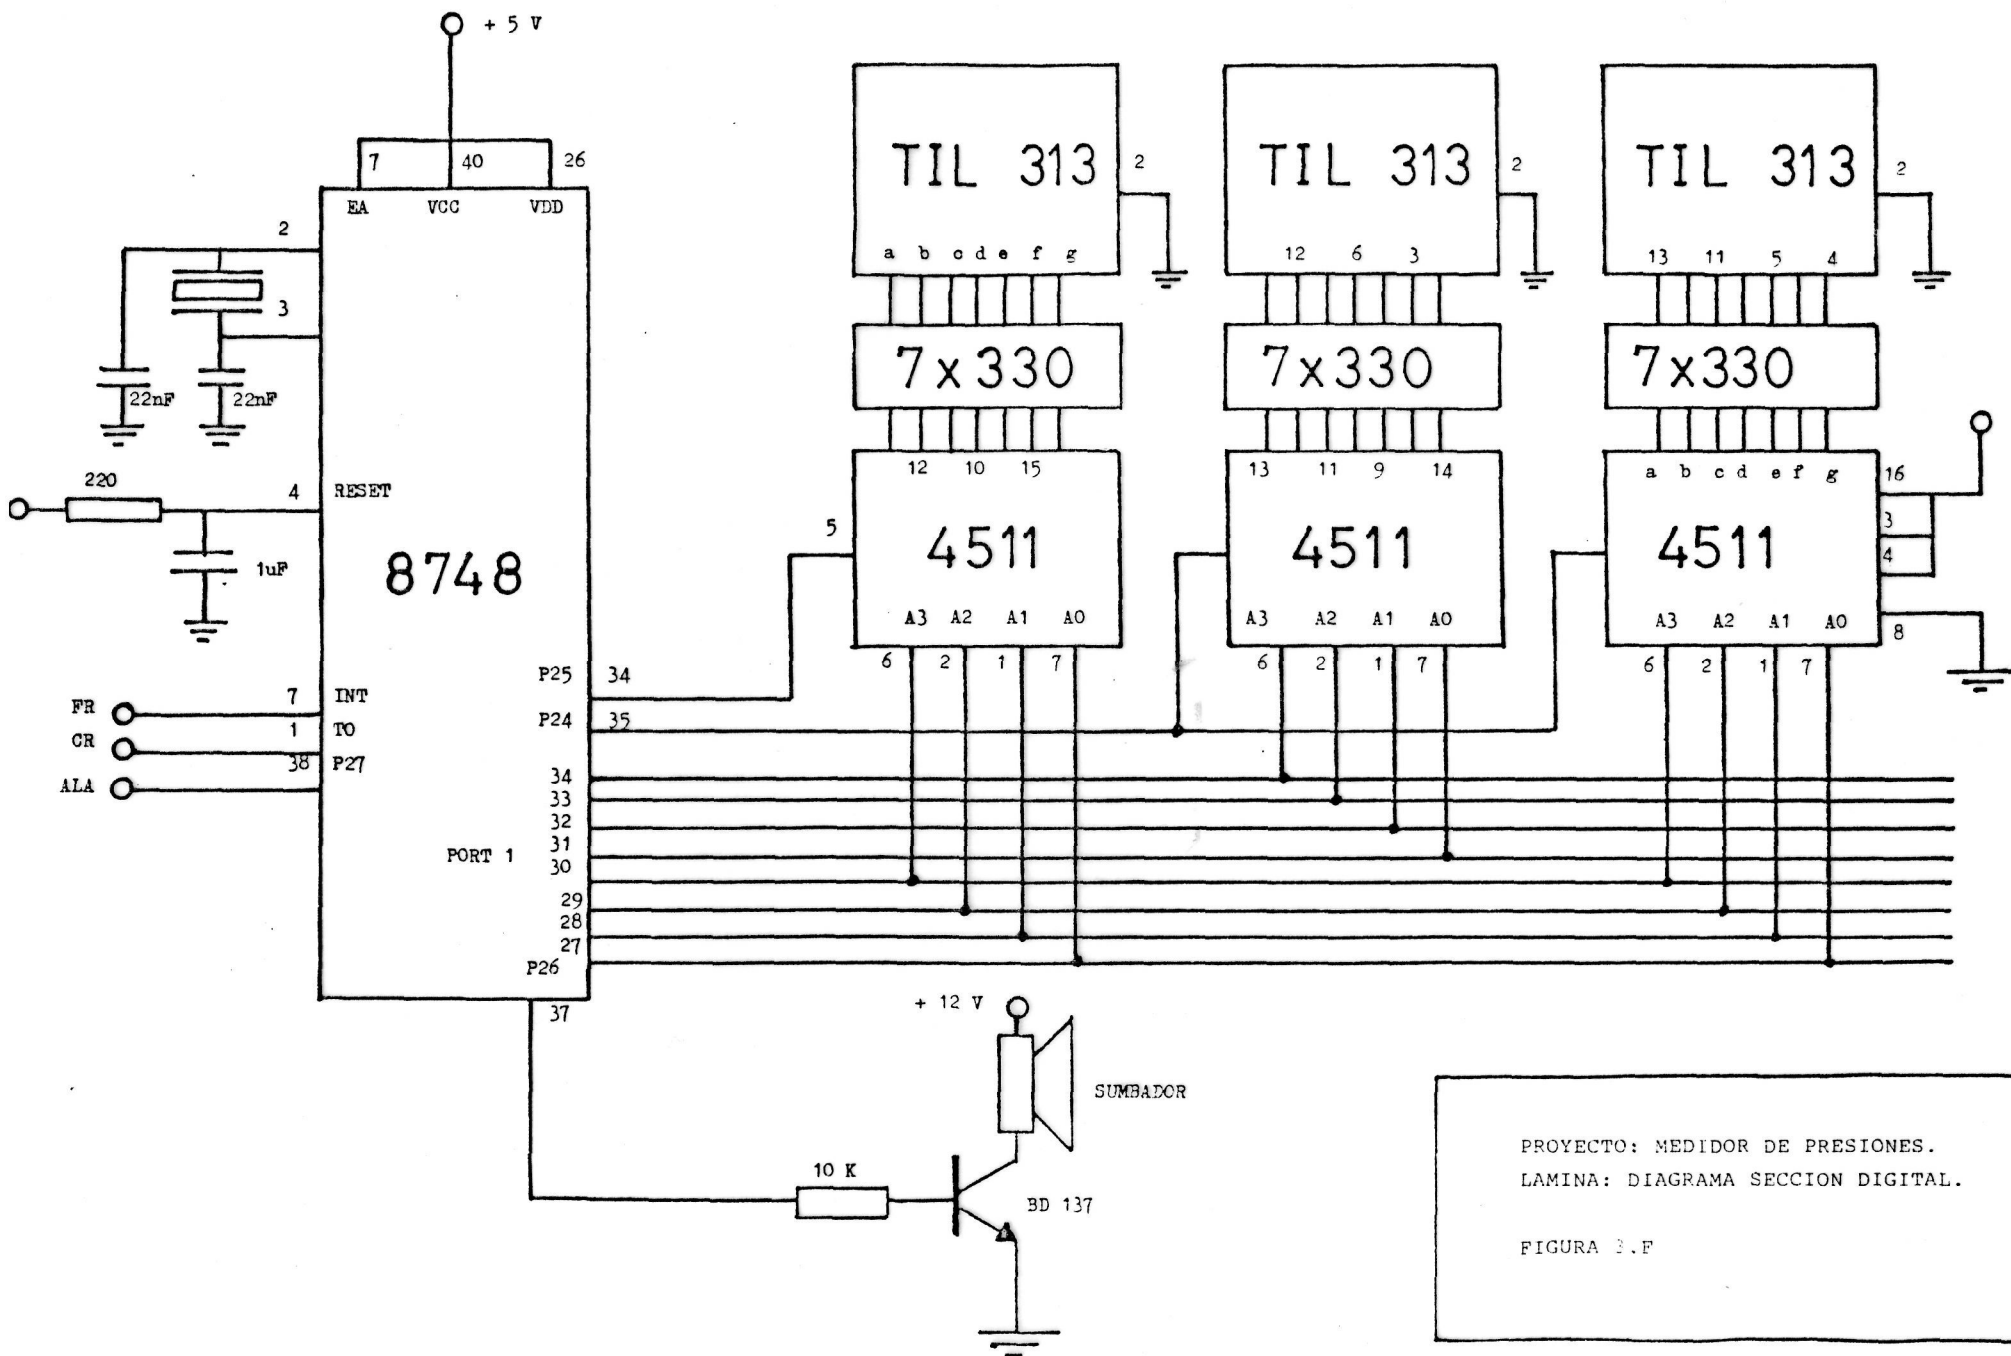 + 5 V
7 40 26
EA VCC VDD
2
3
22nF 22nF
220
4 RESET
1uF
8748
FR 7 INT
CR 1 TO
ALA 38 P27
P25 34
P24 35
34
33
32
31
30
29
28
27
PORT 1
P26
37
TIL 313 2
a b c d e f g
7x330
12 10 15
5
4511
A3 A2 A1 A0
6 2 1 7
TIL 313 2
12 6 3
7x330
13 11 9 14
4511
A3 A2 A1 A0
6 2 1 7
TIL 313 2
13 11 5 4
7x330
a b c d e f g
16
3
4
8
4511
A3 A2 A1 A0
6 2 1 7
+ 12 V
SUMBADOR
10 K
BD 137
PROYECTO: MEDIDOR DE PRESIONES.
LAMINA: DIAGRAMA SECCION DIGITAL.
FIGURA 3.F